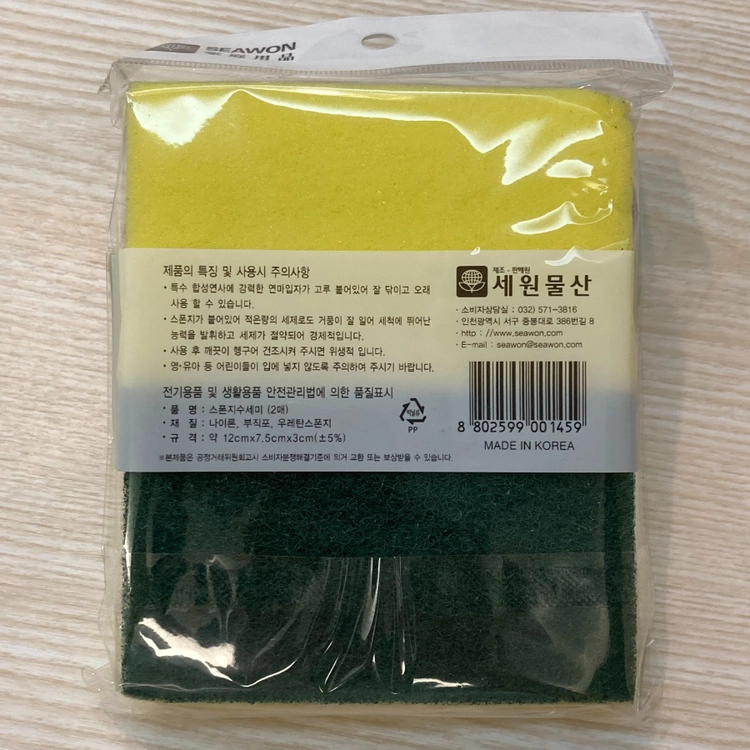 SEAWON
家庭用品
제품의 특징 및 사용시 주의사항
• 특수 합성연사에 강력한 연마입자가 고루 붙어있어 잘 닦이고 오래
사용 할 수 있습니다.
• 스폰지가 붙어있어 적은량의 세제로도 거품이 잘 일어 세척에 뛰어난
능력을 발휘하고 세제가 절약되어 경제적입니다.
• 사용 후 깨끗이 헹구어 건조시켜 주시면 위생적 입니다.
• 영·유아 등 어린이들이 입에 넣지 않도록 주의하여 주시기 바랍니다.
전기용품 및 생활용품 안전관리법에 의한 품질표시
• 품 명 : 스폰지수세미 (2매)
• 재 질 : 나이론, 부직포, 우레탄스폰지
• 규 격 : 약 12cmx7.5cmx3cm(±5%)
※본제품은 공정거래위원회고시 소비자분쟁해결기준에 의거 교환 또는 보상받을 수 있습니다.
비닐류
PP
제조·판매원
세원물산
• 소비자상담실 : 032) 571-3816
• 인천광역시 서구 중봉대로 386번길 8
• http : //www.seawon.com
• E-mail : seawon@seawon.com
8 802599 001459
MADE IN KOREA